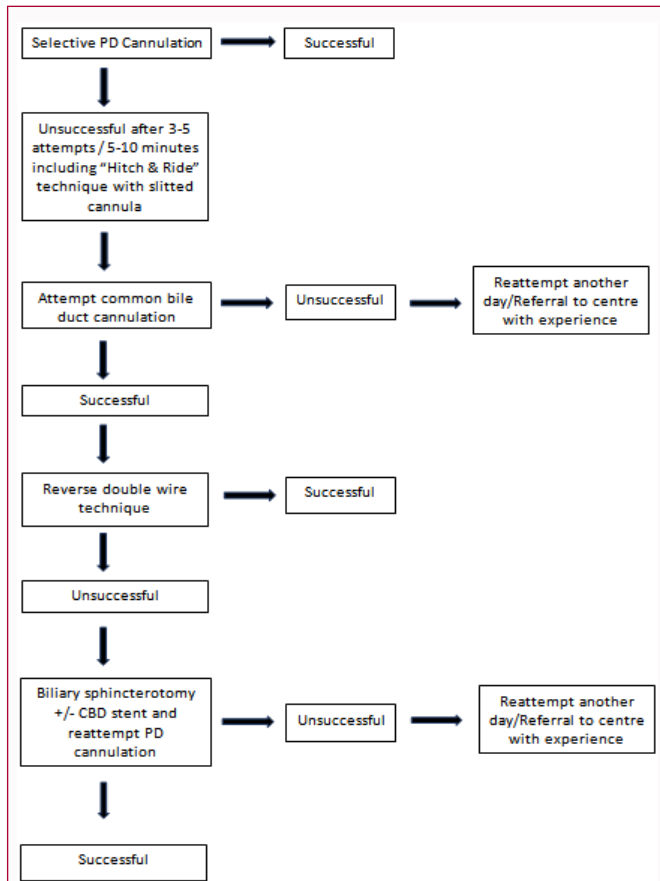 Selective PD Cannulation
Successful
Unsuccessful after 3-5
attempts / 5-10 minutes
including "Hitch & Ride"
technique with slitted
cannula
Attempt common bile
duct cannulation
Unsuccessful
Reattempt another
day/Referral to centre
with experience
Successful
Reverse double wire
technique
Successful
Unsuccessful
Biliary sphincterotomy
+/- CBD stent and
reattempt PD
cannulation
Unsuccessful
Reattempt another
day/Referral to centre
with experience
Successful